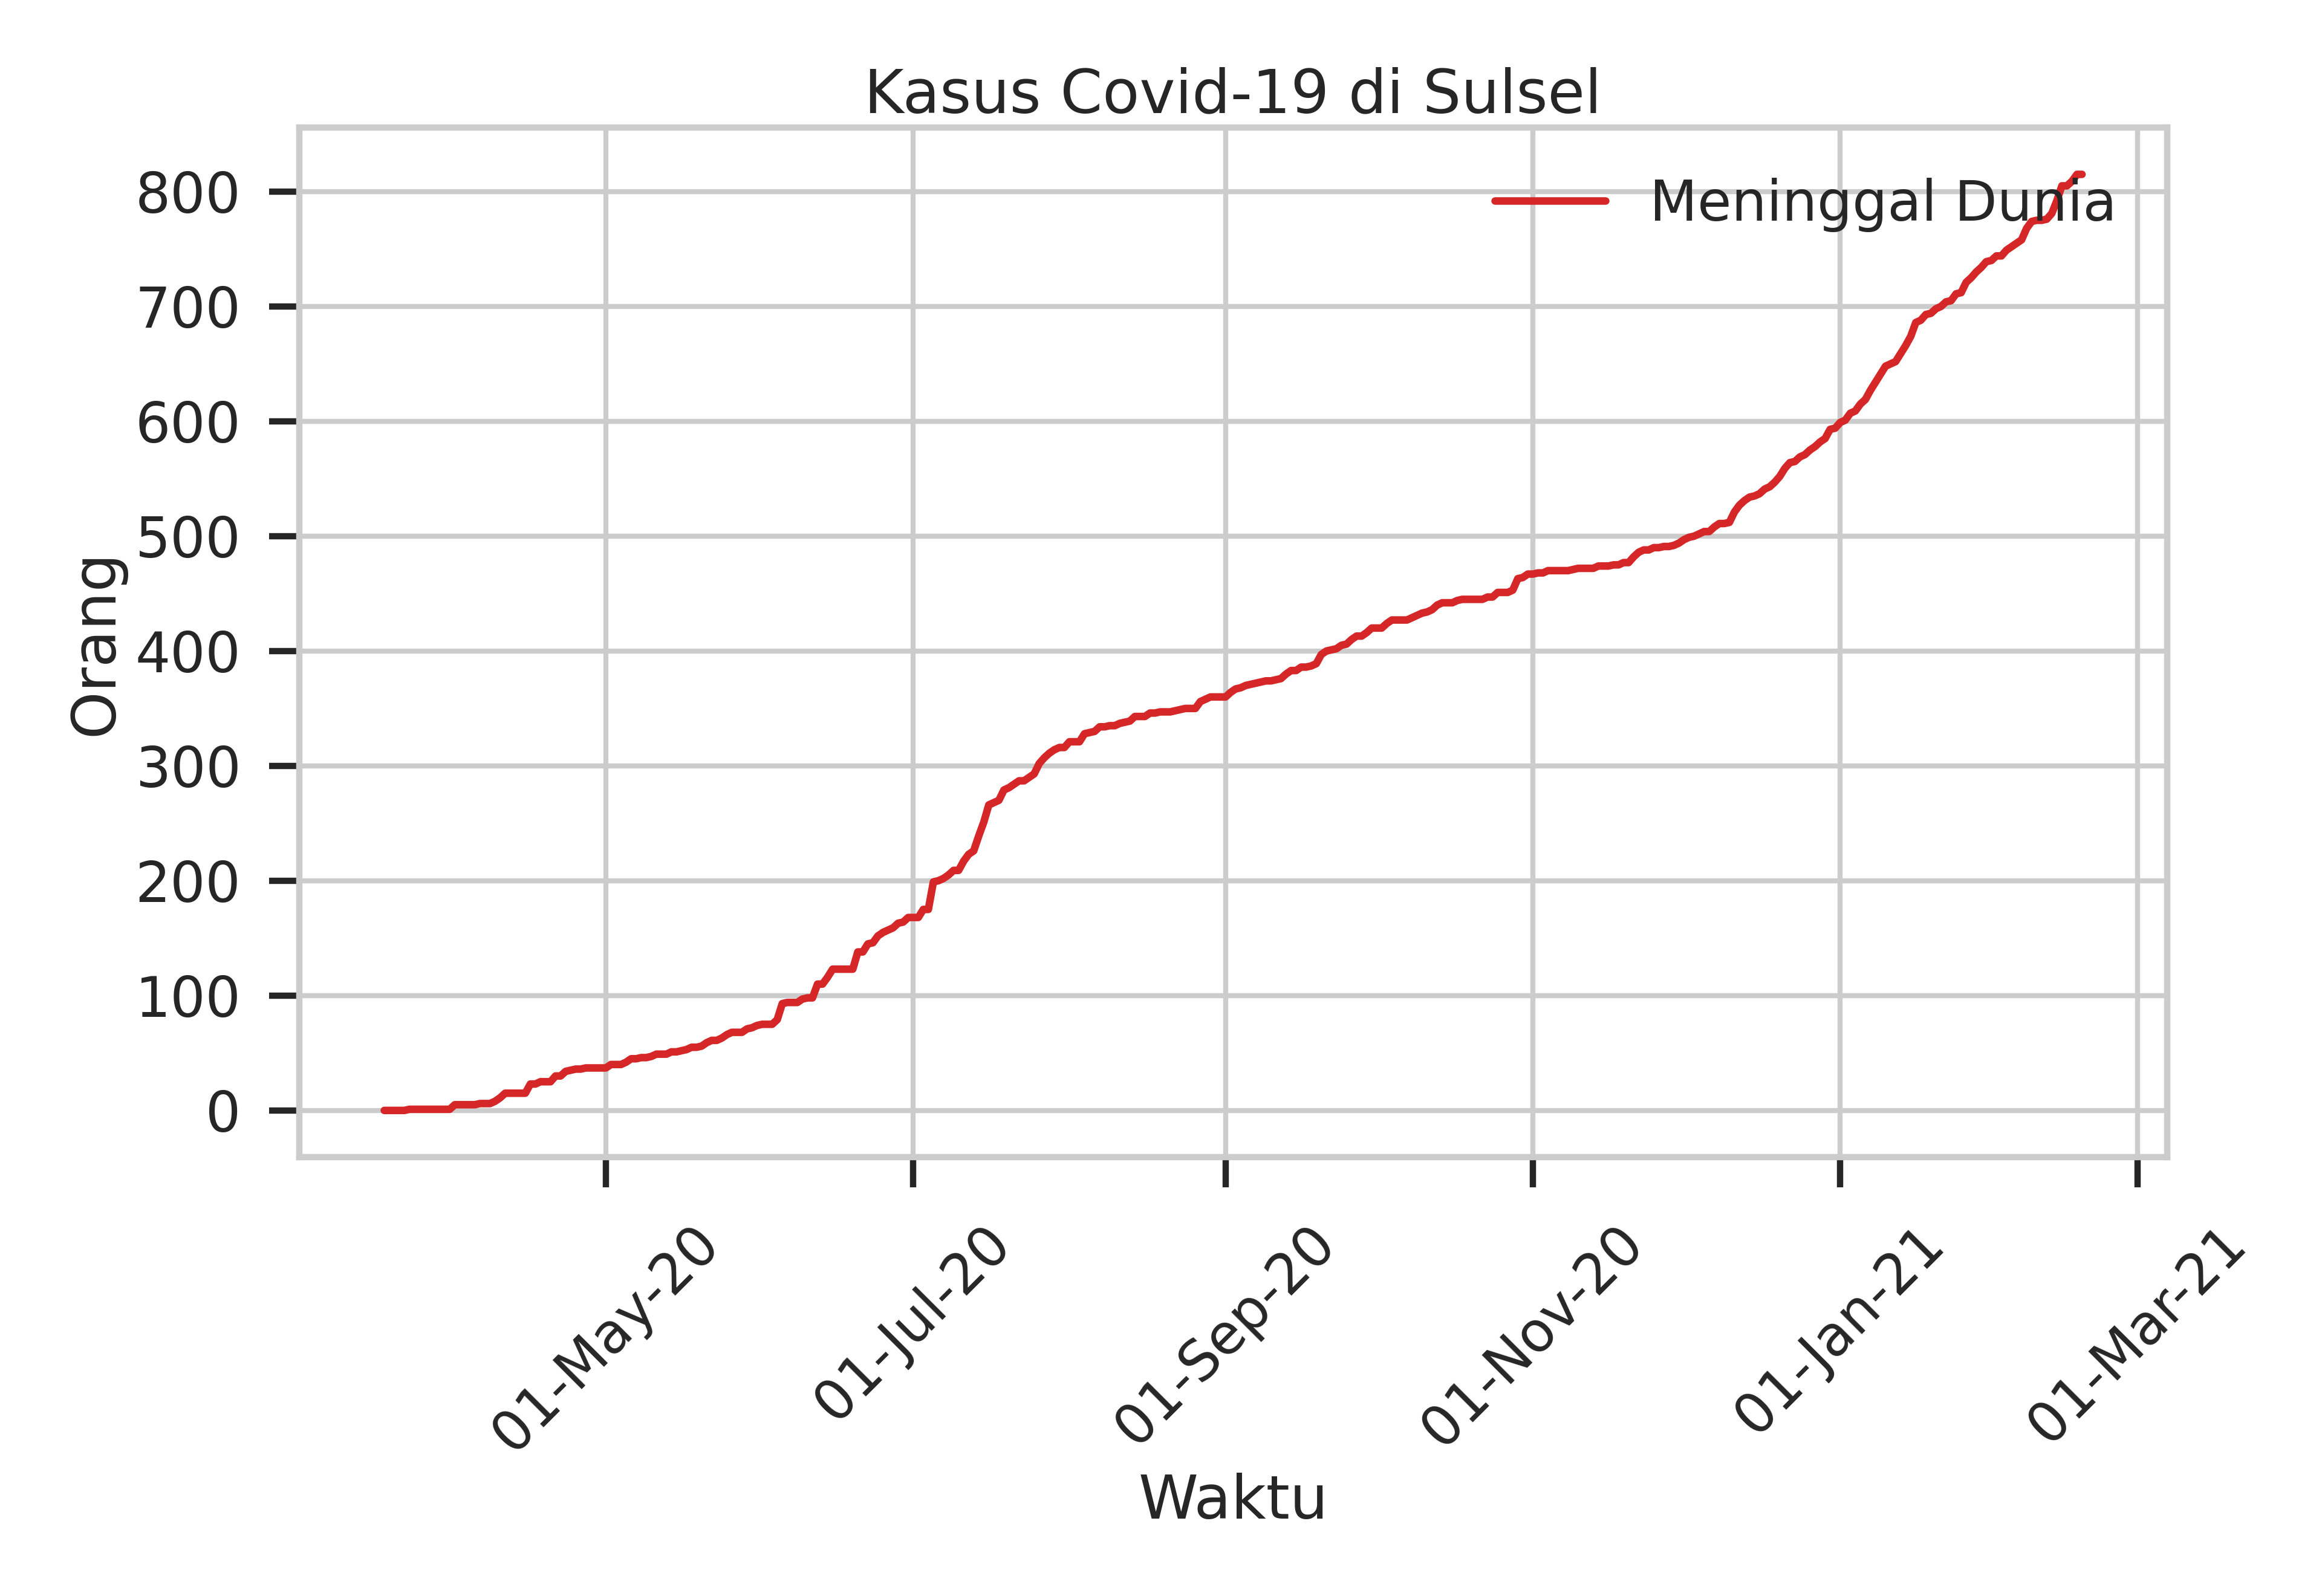 Kasus Covid-19 di Sulsel
Meninggal Dunia
Orang
800
700
600
500
400
300
200
100
0
01-May-20
01-Jul-20
01-Sep-20
01-Nov-20
01-Jan-21
01-Mar-21
Waktu